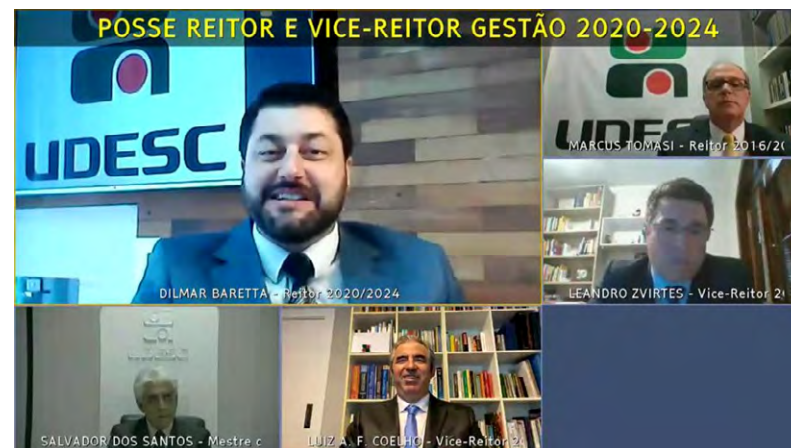 POSSE REITOR E VICE-REITOR GESTÃO 2020-2024
UDESC
DILMAR BARETTA - Reitor 2020/2024
UDESC
MARCUS TOMASI - Reitor 2016/20
LEANDRO ZVIRTES - Vice-Reitor
SALVADOR DOS SANTOS - Mestre c
LUIZ A. F. COELHO - Vice-Reitor